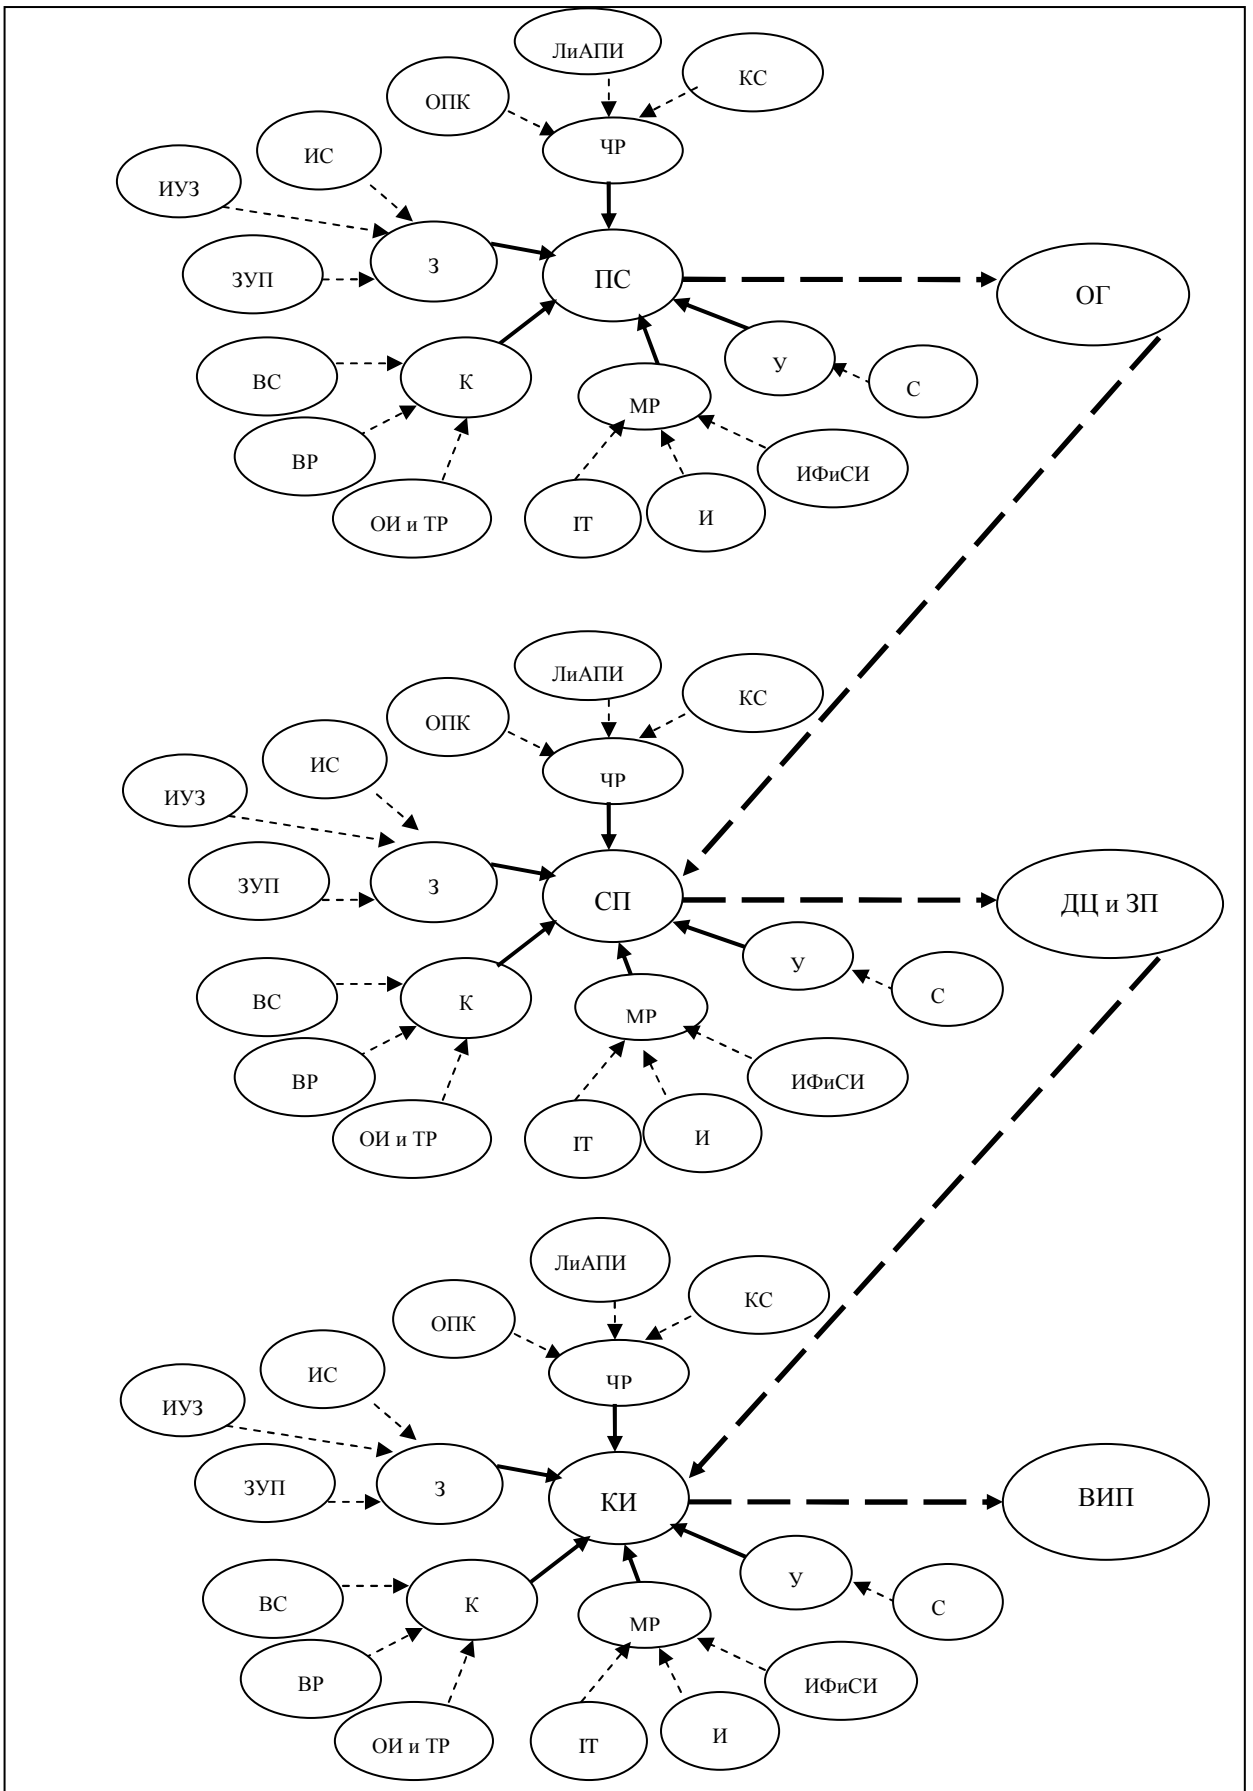 ЛиАПИ
КС
ОПК
ЧР
ИС
ИУЗ
З
ЗУП
ПС
ОГ
ВС
К
У
С
МР
ВР
ИФиСИ
ОИ и ТР
IT
И
ЛиАПИ
КС
ОПК
ЧР
ИС
ИУЗ
З
ЗУП
СП
ДЦ и ЗП
ВС
К
У
С
МР
ВР
ИФиСИ
ОИ и ТР
IT
И
ЛиАПИ
КС
ОПК
ЧР
ИС
ИУЗ
З
ЗУП
КИ
ВИП
ВС
К
У
С
МР
ВР
ИФиСИ
ОИ и ТР
IT
И